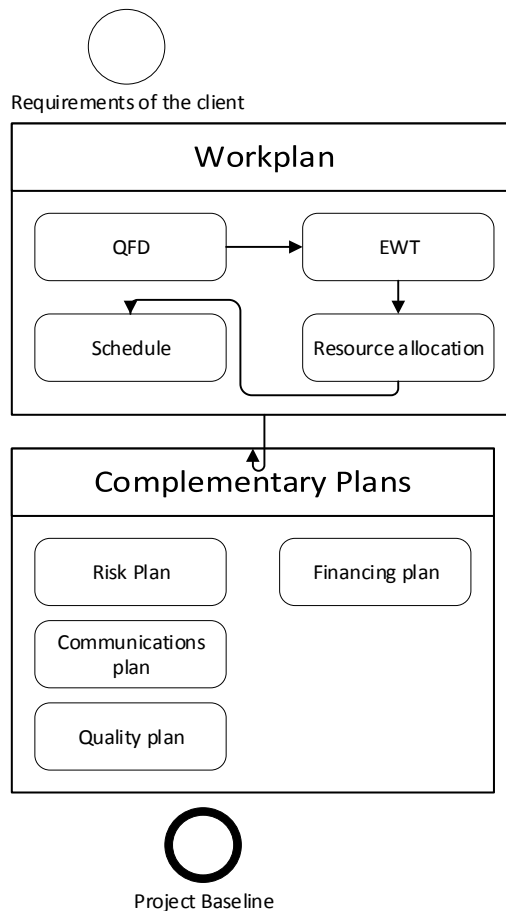 Requirements of the client
Workplan
QFD
EWT
Schedule
Resource allocation
Complementary Plans
Risk Plan
Financing plan
Communications
plan
Quality plan
Project Baseline